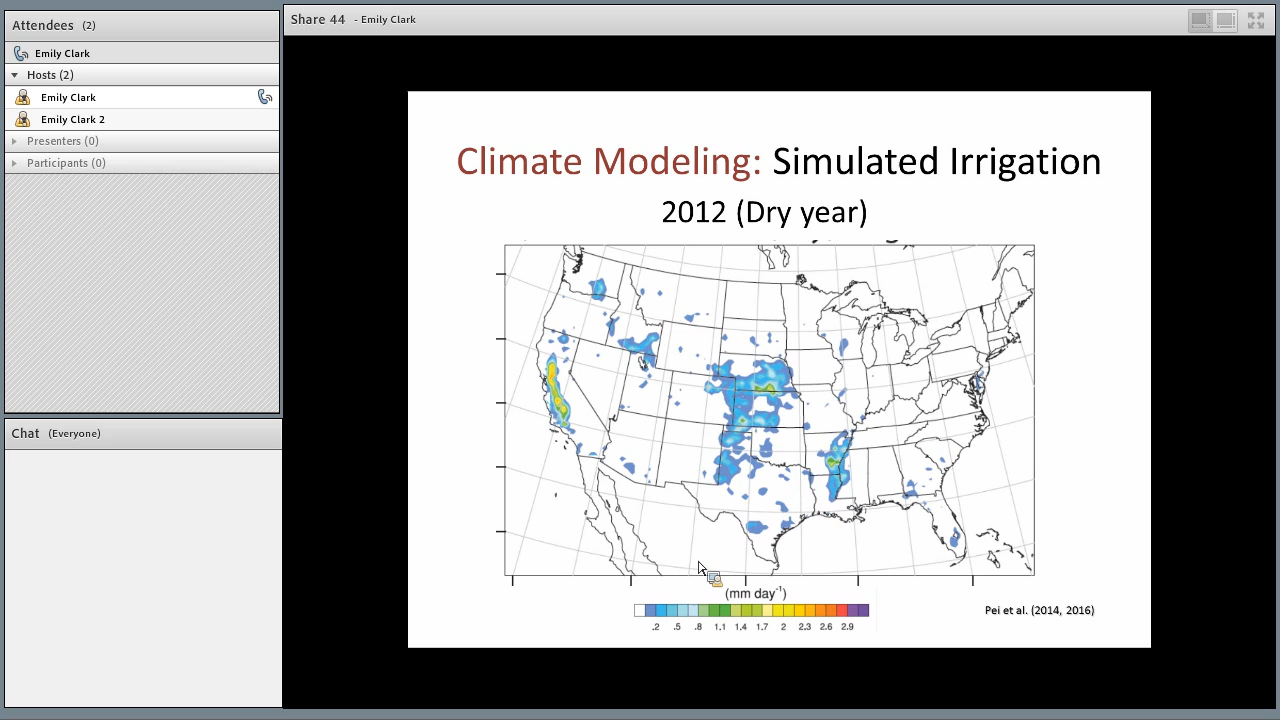 Attendees (2)
Emily Clark
Hosts (2)
Emily Clark
Emily Clark 2
Presenters (0)
Participants (0)
Chat (Everyone)
Share 44 - Emily Clark
Climate Modeling: Simulated Irrigation
2012 (Dry year)
(mm day⁻¹)
.2 .5 .8 1.1 1.4 1.7 2 2.3 2.6 2.9
Pei et al. (2014, 2016)